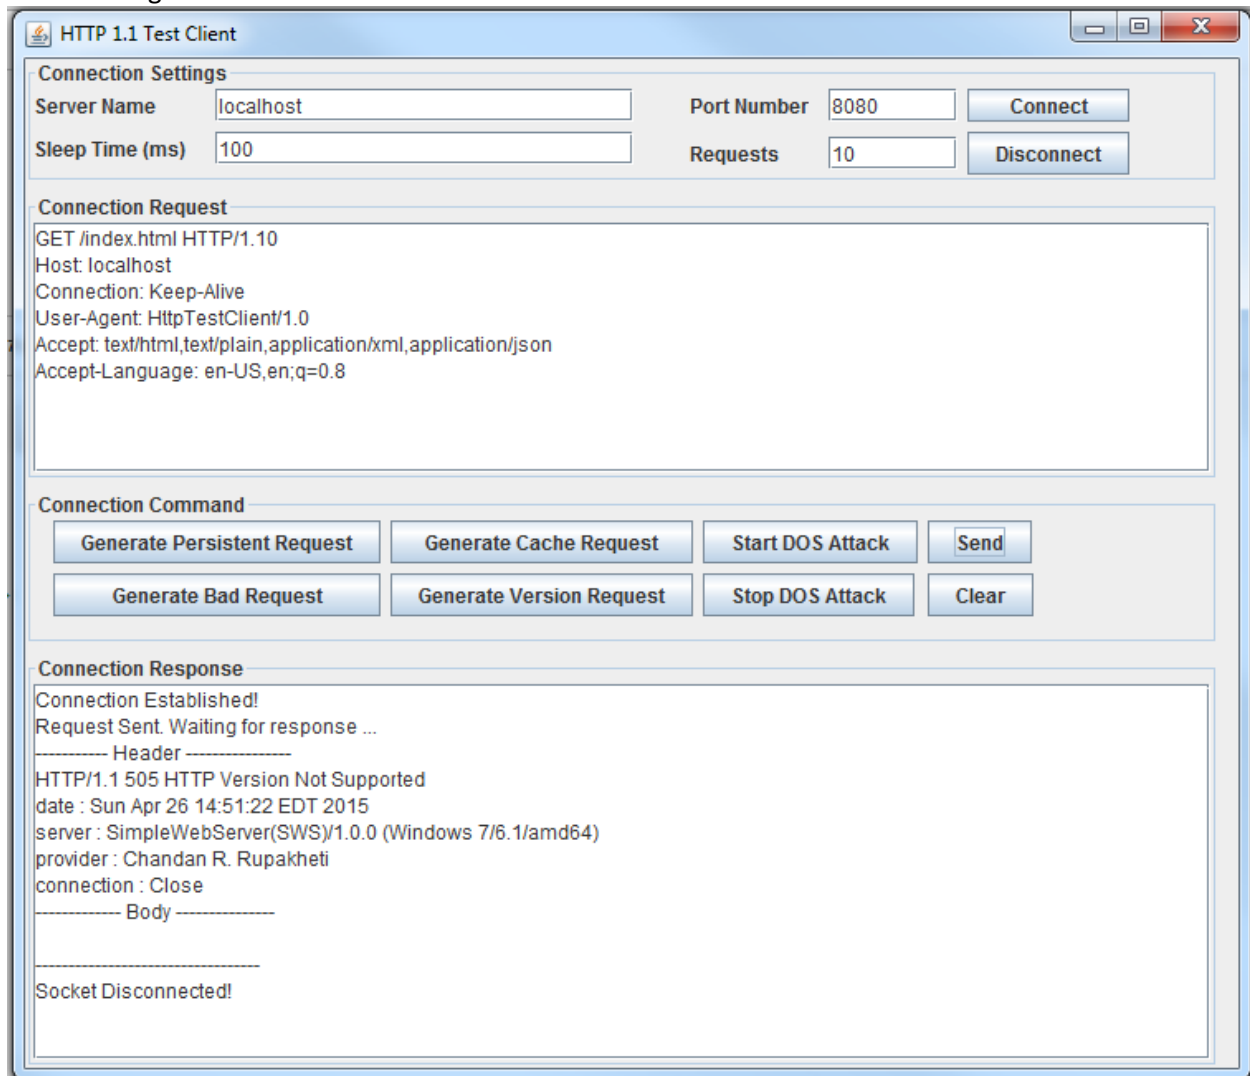 HTTP 1.1 Test Client
Connection Settings
Server Name localhost Port Number 8080 Connect
Sleep Time (ms) 100 Requests 10 Disconnect
Connection Request
GET /index.html HTTP/1.10
Host: localhost
Connection: Keep-Alive
User-Agent: HttpTestClient/1.0
Accept: text/html,text/plain,application/xml,application/json
Accept-Language: en-US,en;q=0.8
Connection Command
Generate Persistent Request Generate Cache Request Start DOS Attack Send
Generate Bad Request Generate Version Request Stop DOS Attack Clear
Connection Response
Connection Established!
Request Sent. Waiting for response ...
----------- Header ----------------
HTTP/1.1 505 HTTP Version Not Supported
date : Sun Apr 26 14:51:22 EDT 2015
server : SimpleWebServer(SWS)/1.0.0 (Windows 7/6.1/amd64)
provider : Chandan R. Rupakheti
connection : Close
------------- Body ---------------
----------------------------------
Socket Disconnected!